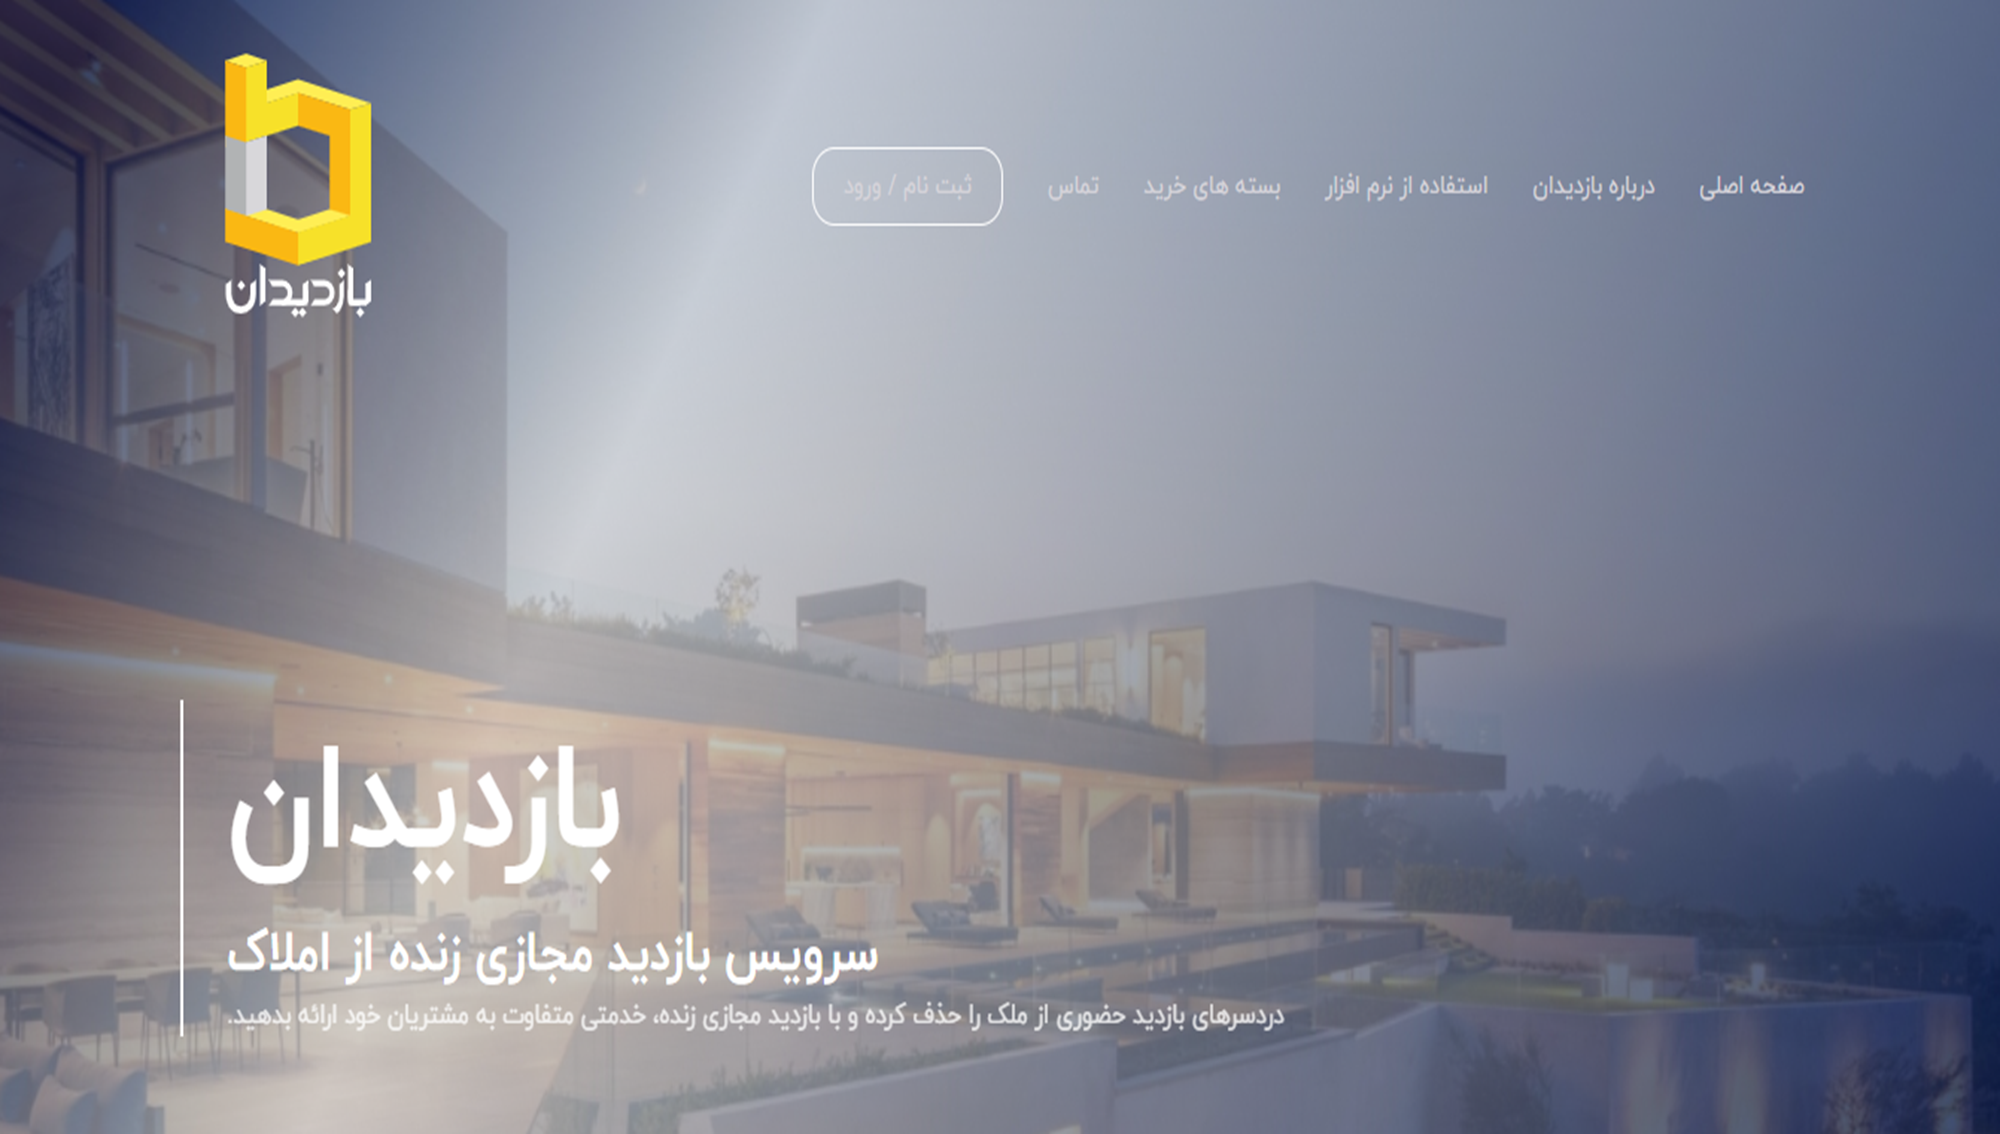 بازدیدان
صفحه اصلی
درباره بازدیدان
استفاده از نرم افزار
بسته های خرید
تماس
ثبت نام / ورود
بازدیدان
سرویس بازدید مجازی زنده از املاک
دردسرهای بازدید حضوری از ملک را حذف کرده و با بازدید مجازی زنده، خدمتی متفاوت به مشتریان خود ارائه بدهید.